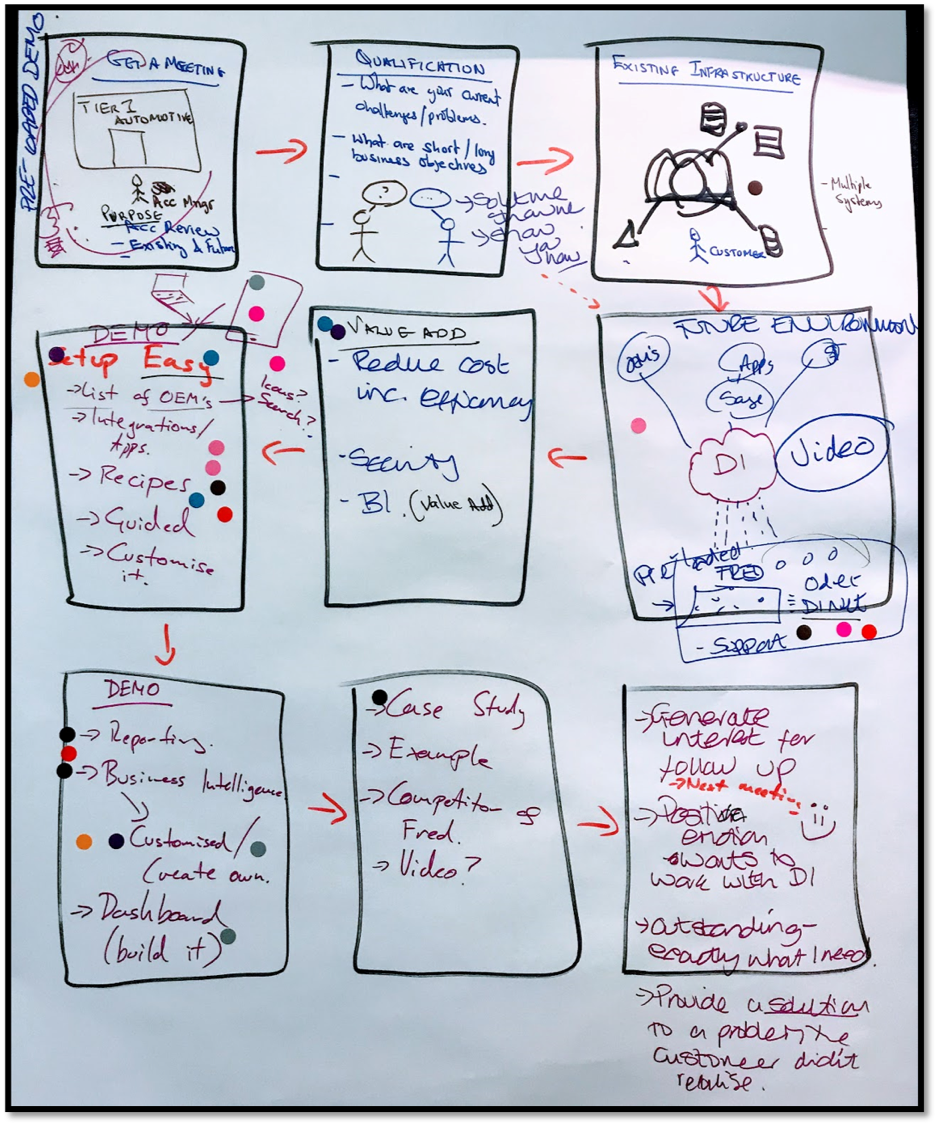 PRE-LOADED DEMO
GET A MEETING
TIER 1
AUTOMOTIVE
Acc Mngr
PURPOSE
- Acc Review
- Existing & Future
QUALIFICATION
- What are your current
challenges/problems.
- What are short/long
business objectives
-
?
...
-
→ show
ya
know
EXISTING INFRASTRUCTURE
CUSTOMER
- Multiple
Systems
-
FUTURE ENVIRONMENT
Apps
Sage
DI
Video
Pre-loaded
FRED
DI Net
- Support
VALUE ADD
- Reduce cost
inc. efficiency
- Security
- BI. (Value Add)
DEMO
Setup Easy
→ List of OEM's →
Icons?
Search?
→ Integrations/
Apps.
→ Recipes
→ Guided
→ Customise
it.
DEMO
→ Reporting.
→ Business Intelligence
Customised/
Create own.
→ Dashboard
(build it)
→ Case Study
→ Example
→ Competitor of
Fred.
→ Video?
→ Generate
interest for
follow up
→ Next meeting
→ Positive
emotion
wants to
work with DI
→ Outstanding -
exactly what I need.
→ Provide a solution
to a problem the
customer didn't
realise.